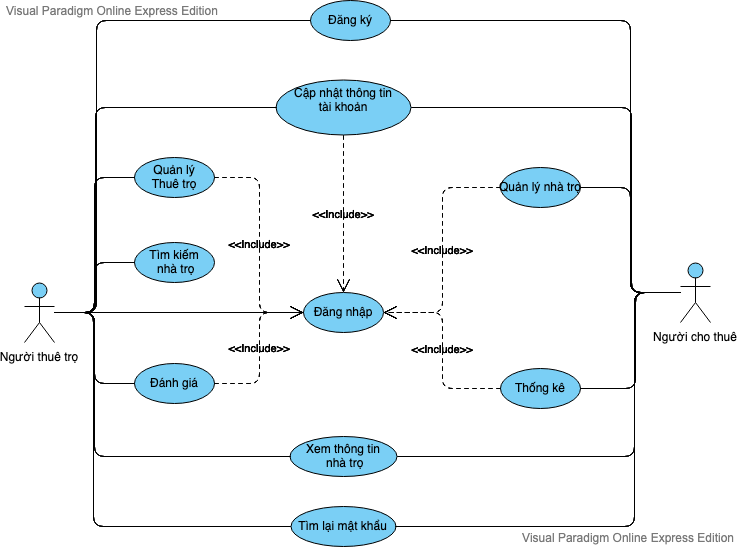 Visual Paradigm Online Express Edition
Đăng ký
Cập nhật thông tin
tài khoản
Quản lý
Thuê trọ
Quản lý nhà trọ
<<Include>>
<<Include>>
<<Include>>
Tìm kiếm
nhà trọ
Đăng nhập
Người thuê trọ
Người cho thuê
<<Include>>
<<Include>>
Đánh giá
Thống kê
Xem thông tin
nhà trọ
Tìm lại mật khẩu
Visual Paradigm Online Express Edition